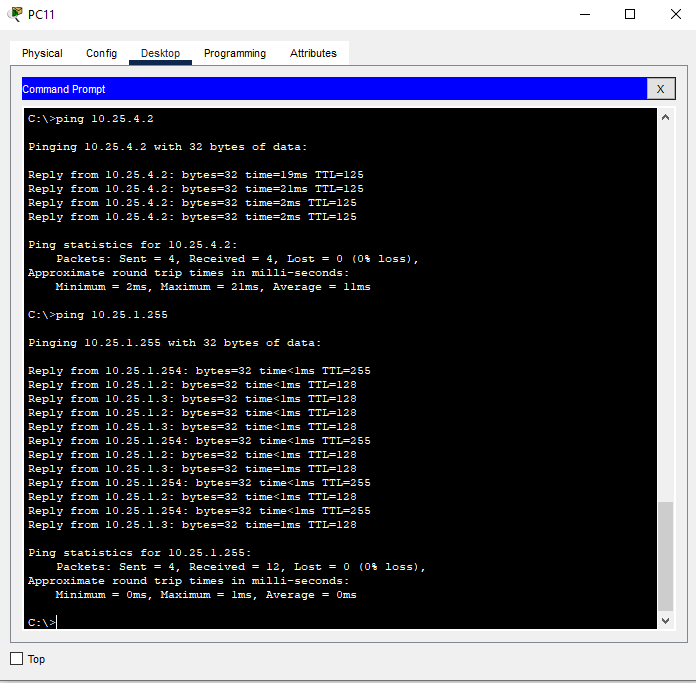 PC11
Physical Config Desktop Programming Attributes
Command Prompt X
C:\>ping 10.25.4.2
Pinging 10.25.4.2 with 32 bytes of data:
Reply from 10.25.4.2: bytes=32 time=19ms TTL=125
Reply from 10.25.4.2: bytes=32 time=21ms TTL=125
Reply from 10.25.4.2: bytes=32 time=2ms TTL=125
Reply from 10.25.4.2: bytes=32 time=2ms TTL=125
Ping statistics for 10.25.4.2:
Packets: Sent = 4, Received = 4, Lost = 0 (0% loss),
Approximate round trip times in milli-seconds:
Minimum = 2ms, Maximum = 21ms, Average = 11ms
C:\>ping 10.25.1.255
Pinging 10.25.1.255 with 32 bytes of data:
Reply from 10.25.1.254: bytes=32 time<1ms TTL=255
Reply from 10.25.1.2: bytes=32 time<1ms TTL=128
Reply from 10.25.1.3: bytes=32 time<1ms TTL=128
Reply from 10.25.1.2: bytes=32 time<1ms TTL=128
Reply from 10.25.1.3: bytes=32 time<1ms TTL=128
Reply from 10.25.1.254: bytes=32 time<1ms TTL=255
Reply from 10.25.1.2: bytes=32 time<1ms TTL=128
Reply from 10.25.1.3: bytes=32 time=1ms TTL=128
Reply from 10.25.1.254: bytes=32 time<1ms TTL=255
Reply from 10.25.1.2: bytes=32 time<1ms TTL=128
Reply from 10.25.1.254: bytes=32 time<1ms TTL=255
Reply from 10.25.1.3: bytes=32 time=1ms TTL=128
Ping statistics for 10.25.1.255:
Packets: Sent = 4, Received = 12, Lost = 0 (0% loss),
Approximate round trip times in milli-seconds:
Minimum = 0ms, Maximum = 1ms, Average = 0ms
C:\>
Top